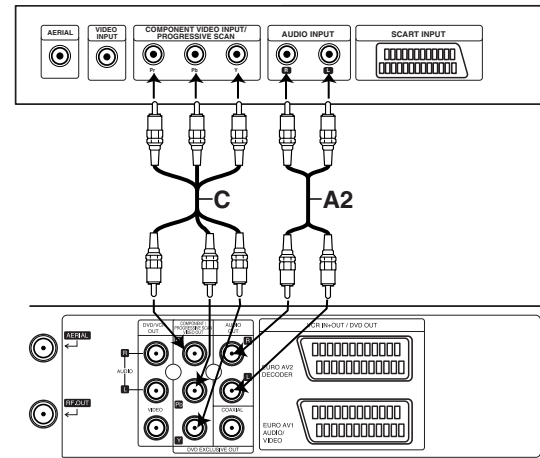 AERIAL
VIDEO
INPUT
COMPONENT VIDEO INPUT/
PROGRESSIVE SCAN
AUDIO INPUT
SCART INPUT
Pr
Pb
Y
R
L
C
A2
AERIAL
RF.OUT
DVD/VCR
OUT
COMPONENT
PROGRESSIVE SCAN
VIDEO OUT
AUDIO
OUT
VCR IN+OUT / DVD OUT
R
AUDIO
L
VIDEO
Pb
Y
R
L
COAXIAL
EURO AV2
DECODER
EURO AV1
AUDIO/
VIDEO
DVD EXCLUSIVE OUT